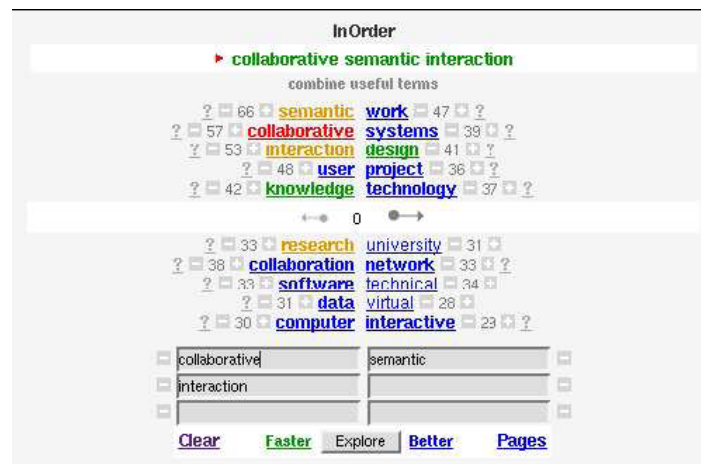 InOrder
collaborative semantic interaction
combine useful terms
? 66 semantic work 47 ?
? 57 collaborative systems 39 ?
? 53 interaction design 41 ?
? 48 user project 36 ?
? 42 knowledge technology 37 ?
0
? 33 research university 31
? 38 collaboration network 33 ?
? 33 software technical 34
? 31 data virtual 28
? 30 computer interactive 29 ?
collaborative semantic
interaction
Clear Faster Explore Better Pages